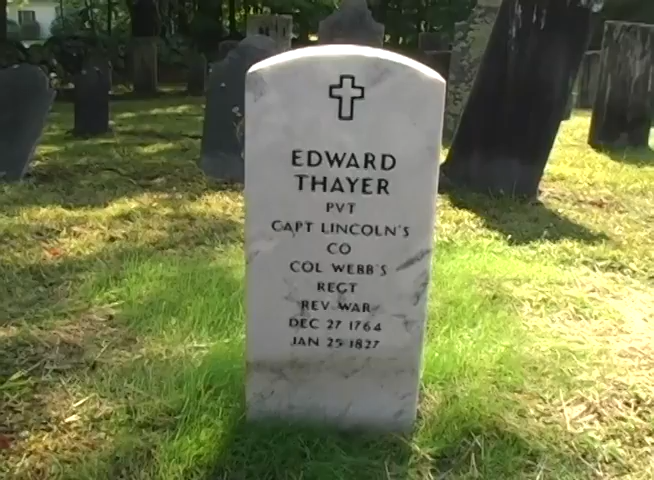 EDWARD
THAYER
PVT
CAPT LINCOLN'S
CO
COL WEBB'S
REGT
REV WAR
DEC 27 1764
JAN 25 1827